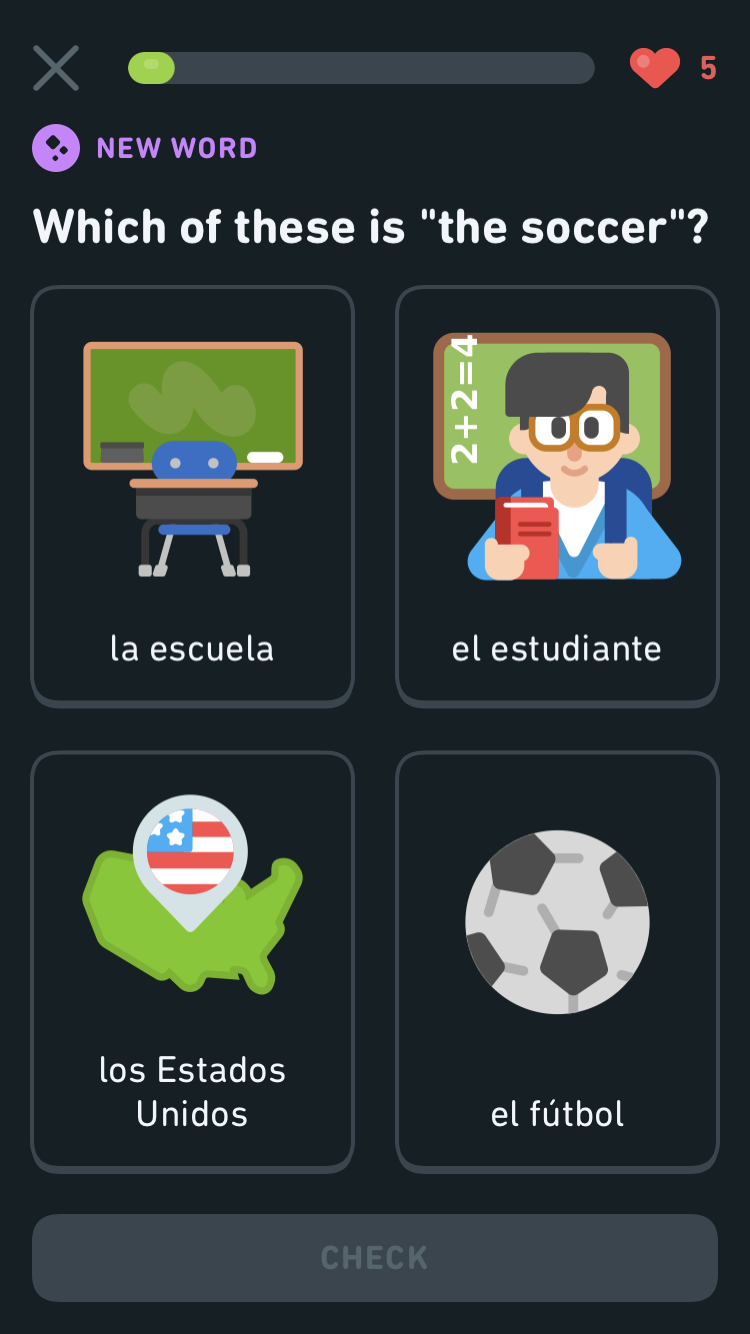 5
NEW WORD
Which of these is "the soccer"?
2+2=4
la escuela
el estudiante
los Estados
Unidos
el fútbol
CHECK